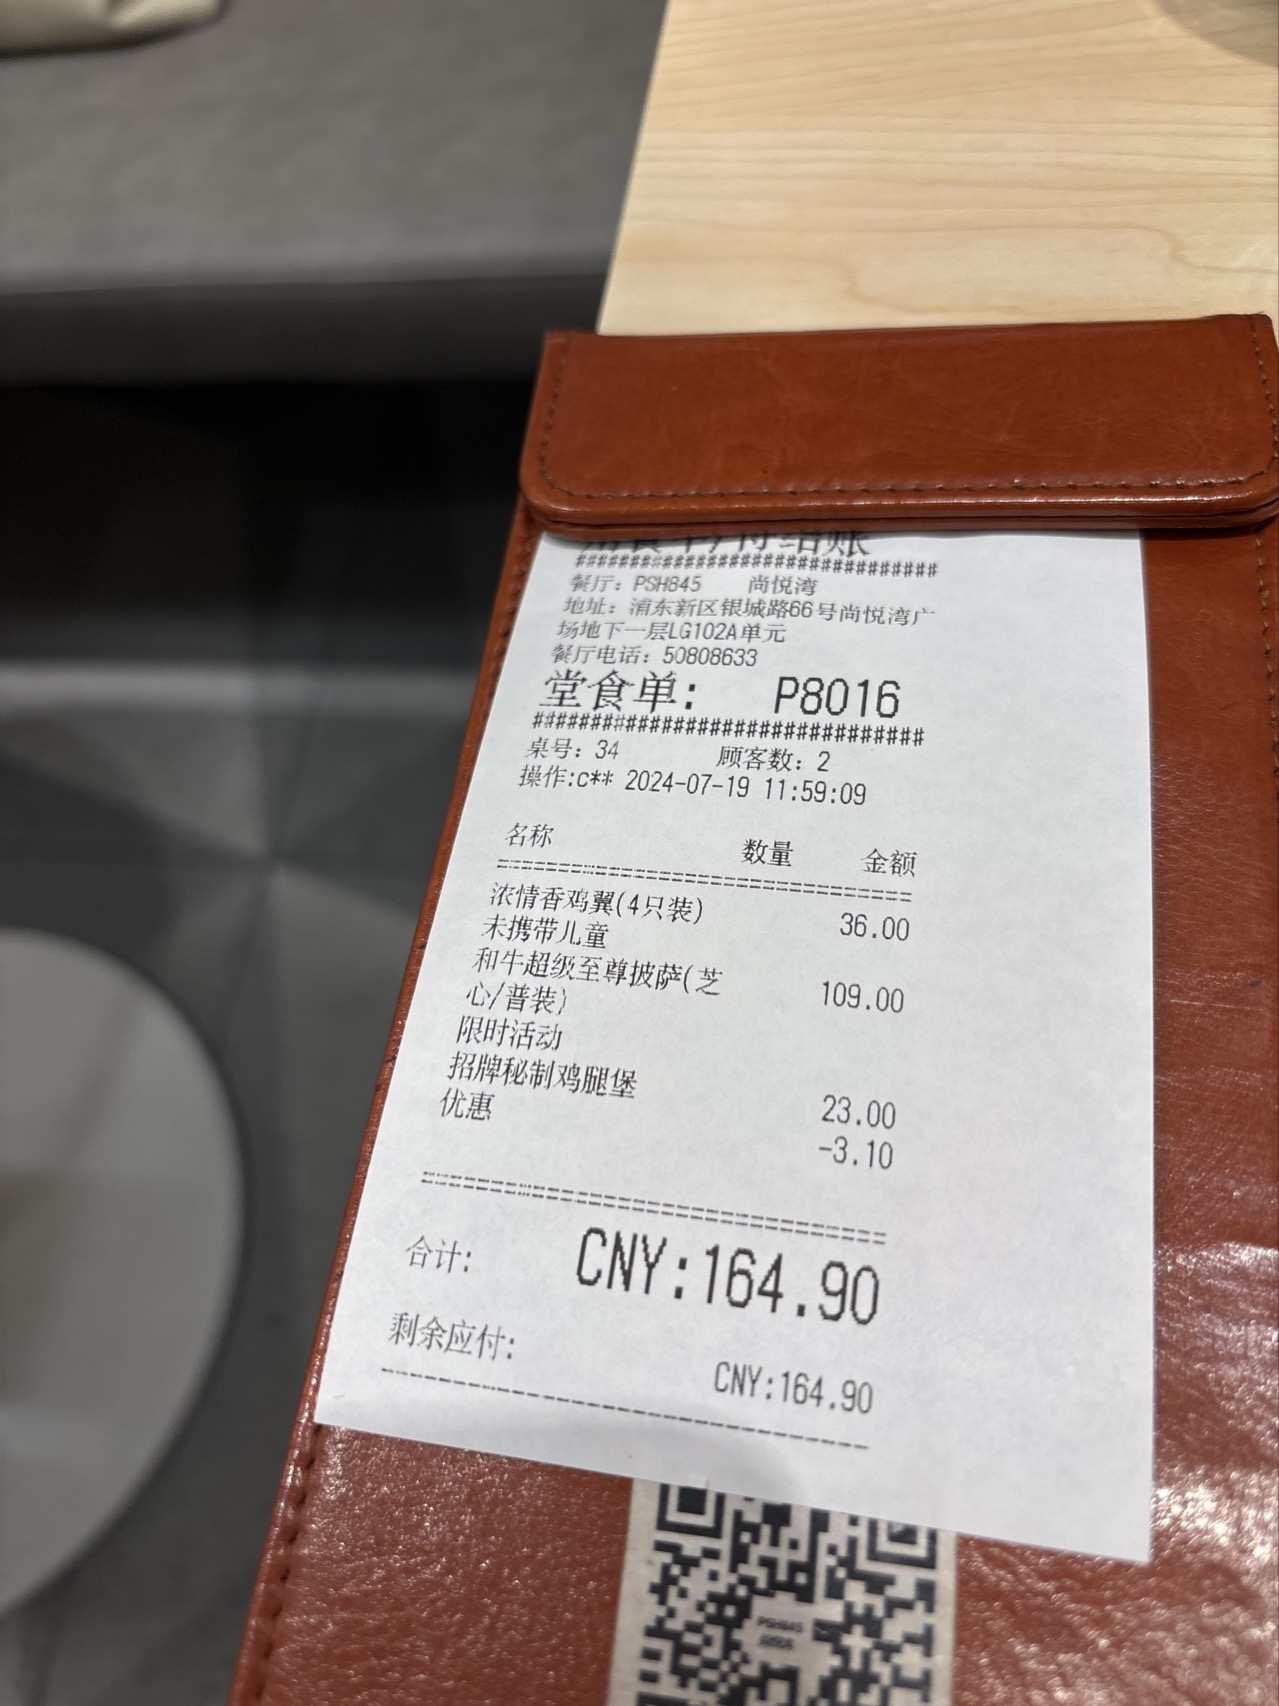 待结账
################################
餐厅: PSH845 尚悦湾
地址: 浦东新区银城路66号尚悦湾广
场地下一层LG102A单元
餐厅电话: 50808633
堂食单: P8016
################################
桌号: 34 顾客数: 2
操作:c** 2024-07-19 11:59:09
名称 数量 金额
浓情香鸡翼(4只装) 36.00
未携带儿童
和牛超级至尊披萨(芝
心/普装) 109.00
限时活动
招牌秘制鸡腿堡 23.00
优惠 -3.10
合计: CNY:164.90
剩余应付: CNY:164.90
PSH845